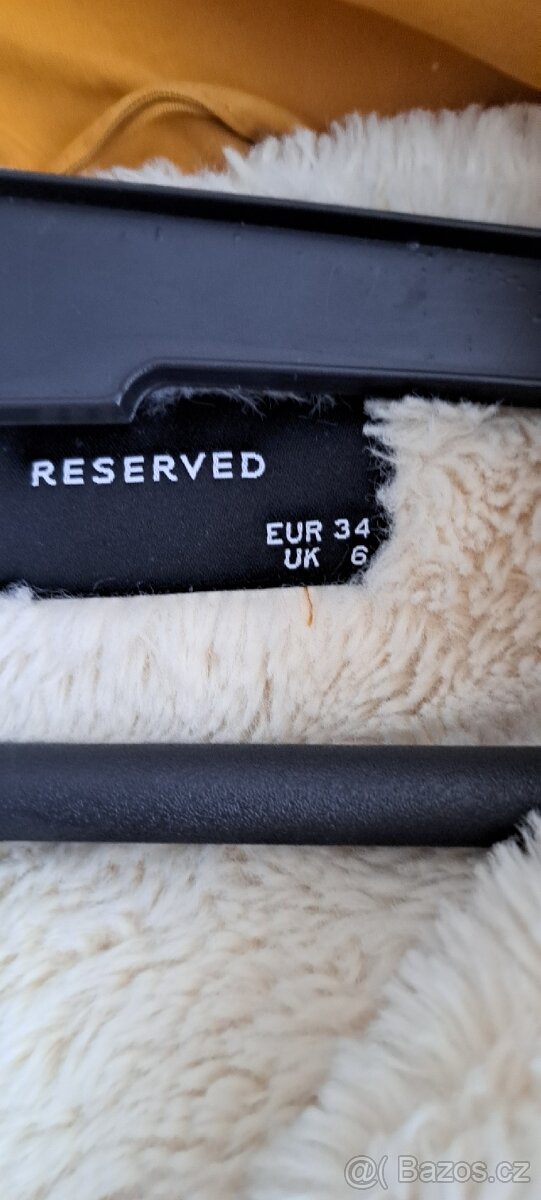 RESERVED
EUR 34
UK 6
@( Bazos.cz